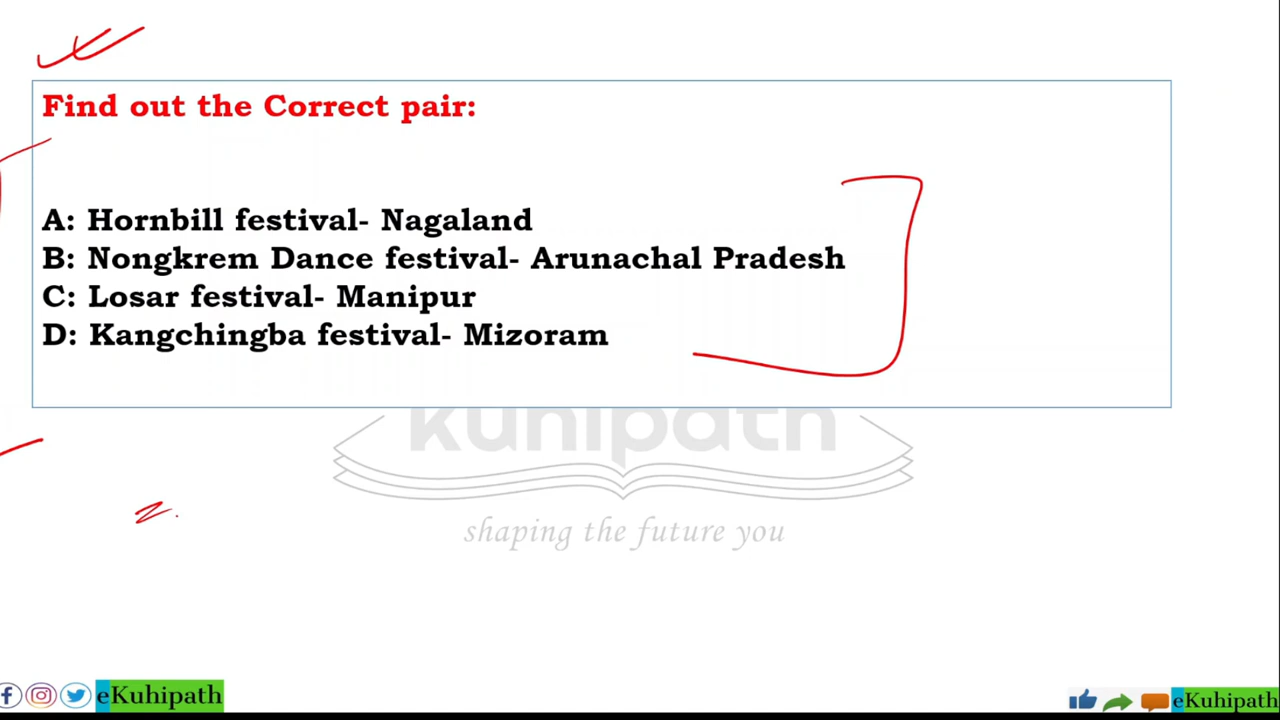 Find out the Correct pair:
A: Hornbill festival- Nagaland
B: Nongkrem Dance festival- Arunachal Pradesh
C: Losar festival- Manipur
D: Kangchingba festival- Mizoram
kuhipath
shaping the future you
2.
eKuhipath
eKuhipath